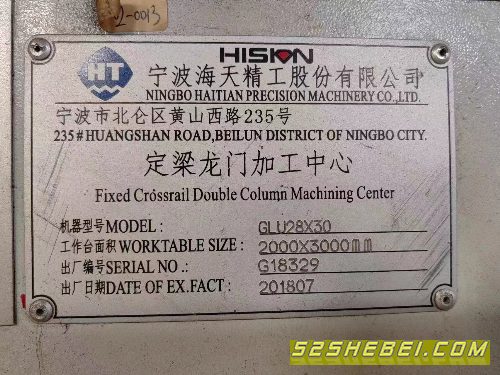 HT
HISION
宁波海天精工股份有限公司
NINGBO HAITIAN PRECISION MACHINERY CO.,LTD.
宁波市北仑区黄山西路235号
235#HUANGSHAN ROAD,BEILUN DISTRICT OF NINGBO CITY.
定梁龙门加工中心
Fixed Crossrail Double Column Machining Center
机器型号MODEL: GLU28X30
工作台面积WORKTABLE SIZE: 2000X3000mm
出厂编号SERIAL NO.: G18329
出厂日期DATE OF EX.FACT: 201807
52SHEBEI.COM